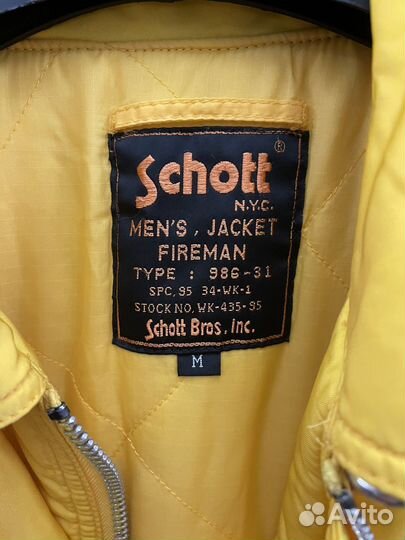 Schott ®
N.Y.C.
MEN'S, JACKET
FIREMAN
TYPE : 986-31
SPC, 95 34-WK-1
STOCK NO, WK-435-95
Schott Bros, inc.
M
Avito